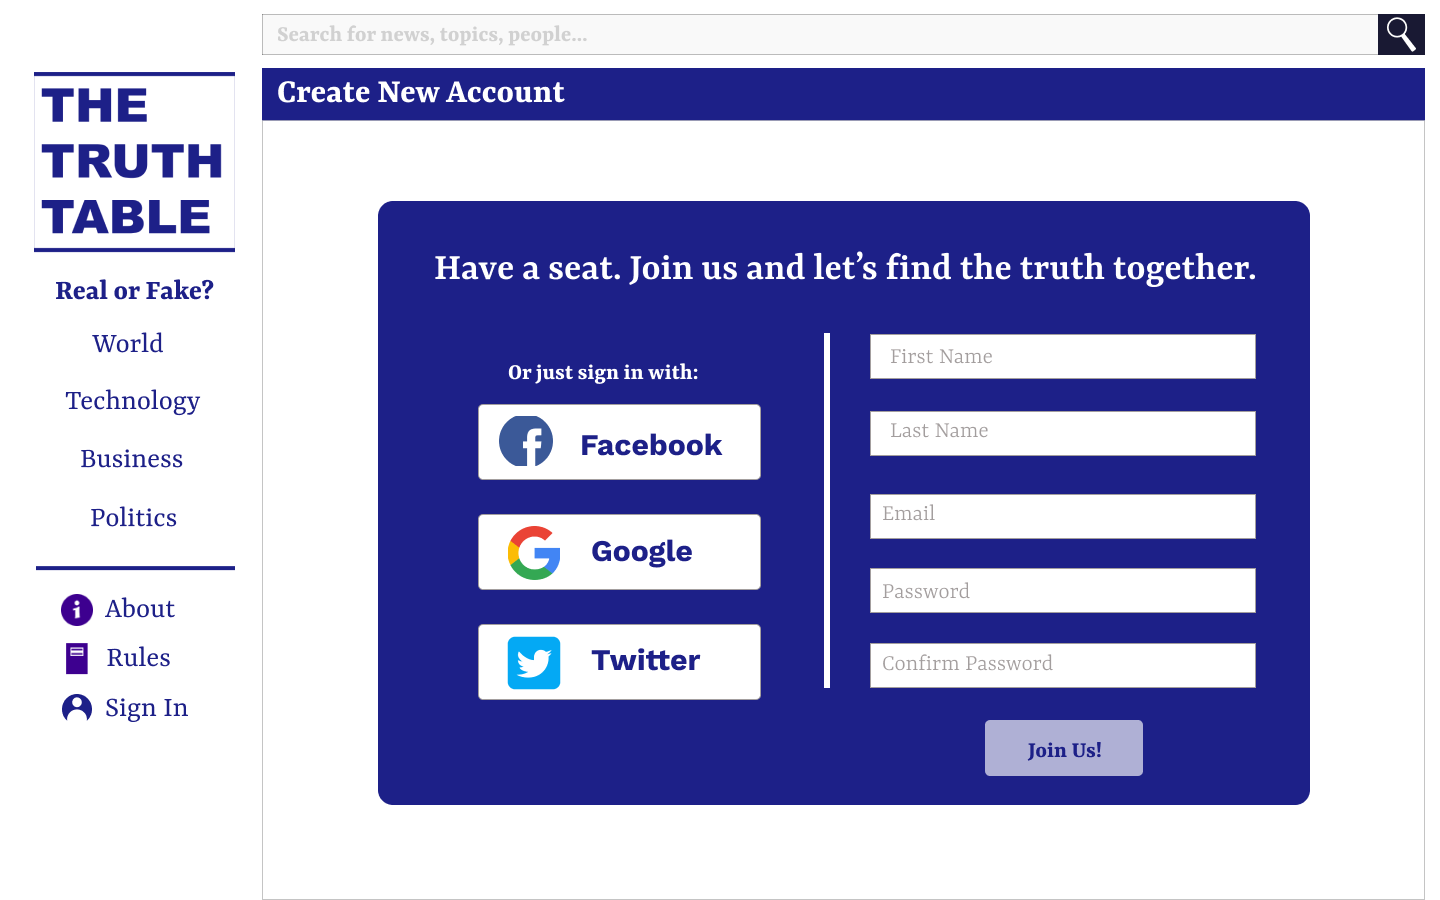 Search for news, topics, people...
THE
TRUTH
TABLE
Real or Fake?
World
Technology
Business
Politics
About
Rules
Sign In
Create New Account
Have a seat. Join us and let’s find the truth together.
Or just sign in with:
Facebook
Google
Twitter
First Name
Last Name
Email
Password
Confirm Password
Join Us!